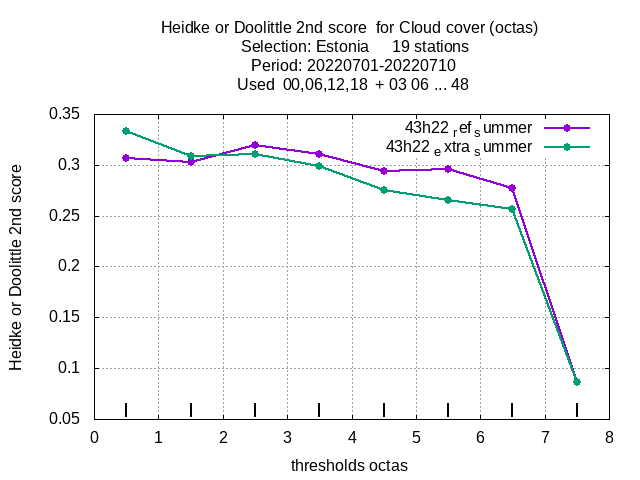 Heidke or Doolittle 2nd score  for Cloud cover (octas)
Selection: Estonia     19 stations
Period: 20220701-20220710
Used  00,06,12,18  + 03 06 ... 48
43h22 ref summer
43h22 extra summer
Heidke or Doolittle 2nd score
0.35
0.3
0.25
0.2
0.15
0.1
0.05
0 1 2 3 4 5 6 7 8
thresholds octas